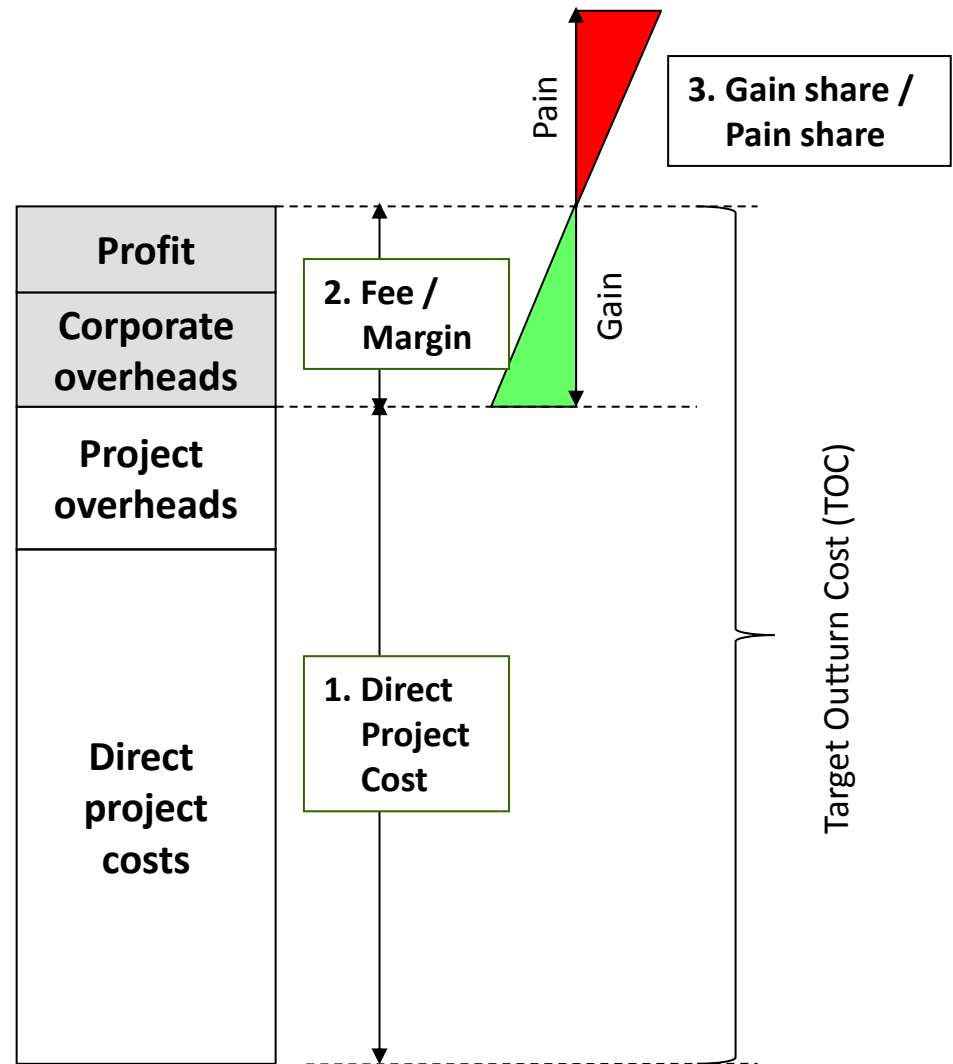 Pain
3. Gain share /
Pain share
Profit
Corporate
overheads
2. Fee /
Margin
Gain
Project
overheads
Direct
project
costs
1. Direct
Project
Cost
Target Outturn Cost (TOC)